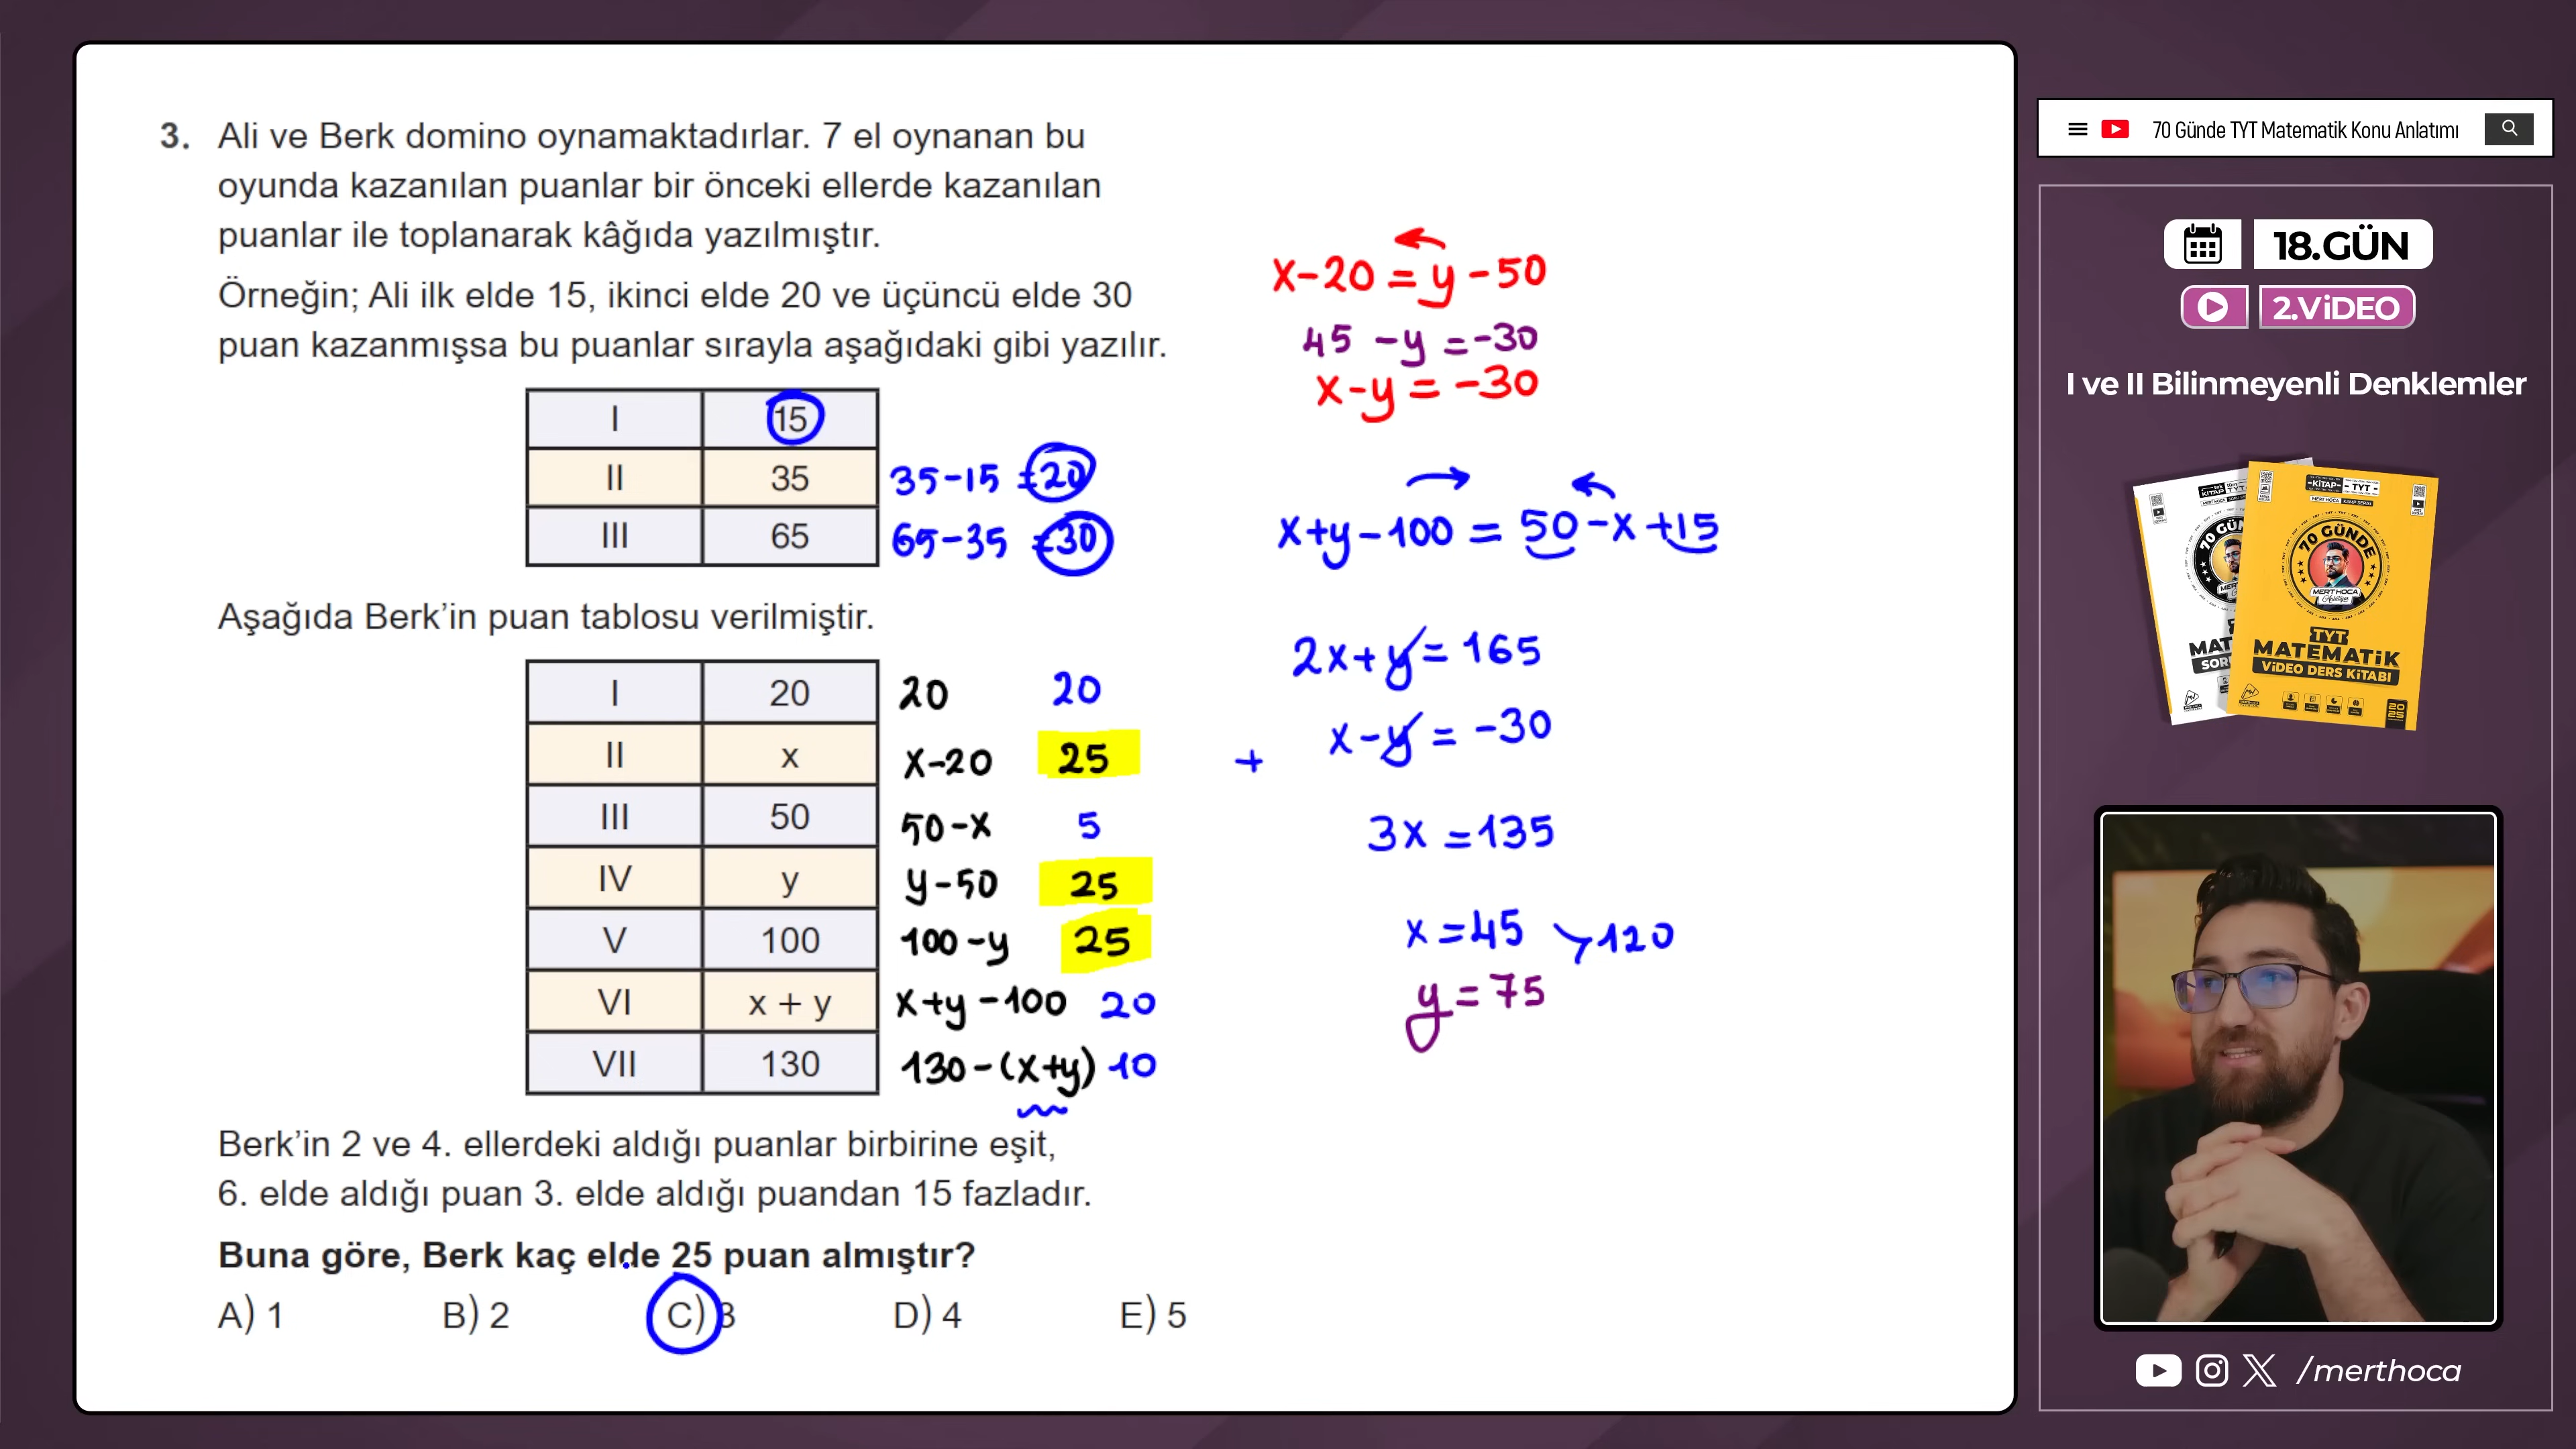 3. Ali ve Berk domino oynamaktadırlar. 7 el oynanan bu
oyunda kazanılan puanlar bir önceki ellerde kazanılan
puanlar ile toplanarak kâğıda yazılmıştır.
Örneğin; Ali ilk elde 15, ikinci elde 20 ve üçüncü elde 30
puan kazanmışsa bu puanlar sırayla aşağıdaki gibi yazılır.
I 15
II 35 35-15 =20
III 65 65-35 =30
Aşağıda Berk'in puan tablosu verilmiştir.
I 20 20 20
II x x-20 25
III 50 50-x 5
IV y y-50 25
V 100 100-y 25
VI x + y x+y-100 20
VII 130 130-(x+y) 10
Berk'in 2 ve 4. ellerdeki aldığı puanlar birbirine eşit,
6. elde aldığı puan 3. elde aldığı puandan 15 fazladır.
Buna göre, Berk kaç elde 25 puan almıştır?
A) 1 B) 2 C) 3 D) 4 E) 5
x-20 = y-50
45 -y = -30
x-y = -30
x+y-100 = 50-x+15
2x+y = 165
+ x-y = -30
3x = 135
x = 45 120
y = 75
70 Günde TYT Matematik Konu Anlatımı
18.GÜN
2.ViDEO
I ve II Bilinmeyenli Denklemler
70 GÜNDE
MERT HOCA
TYT
MATEMATiK
ViDEO DERS KiTABI
/merthoca